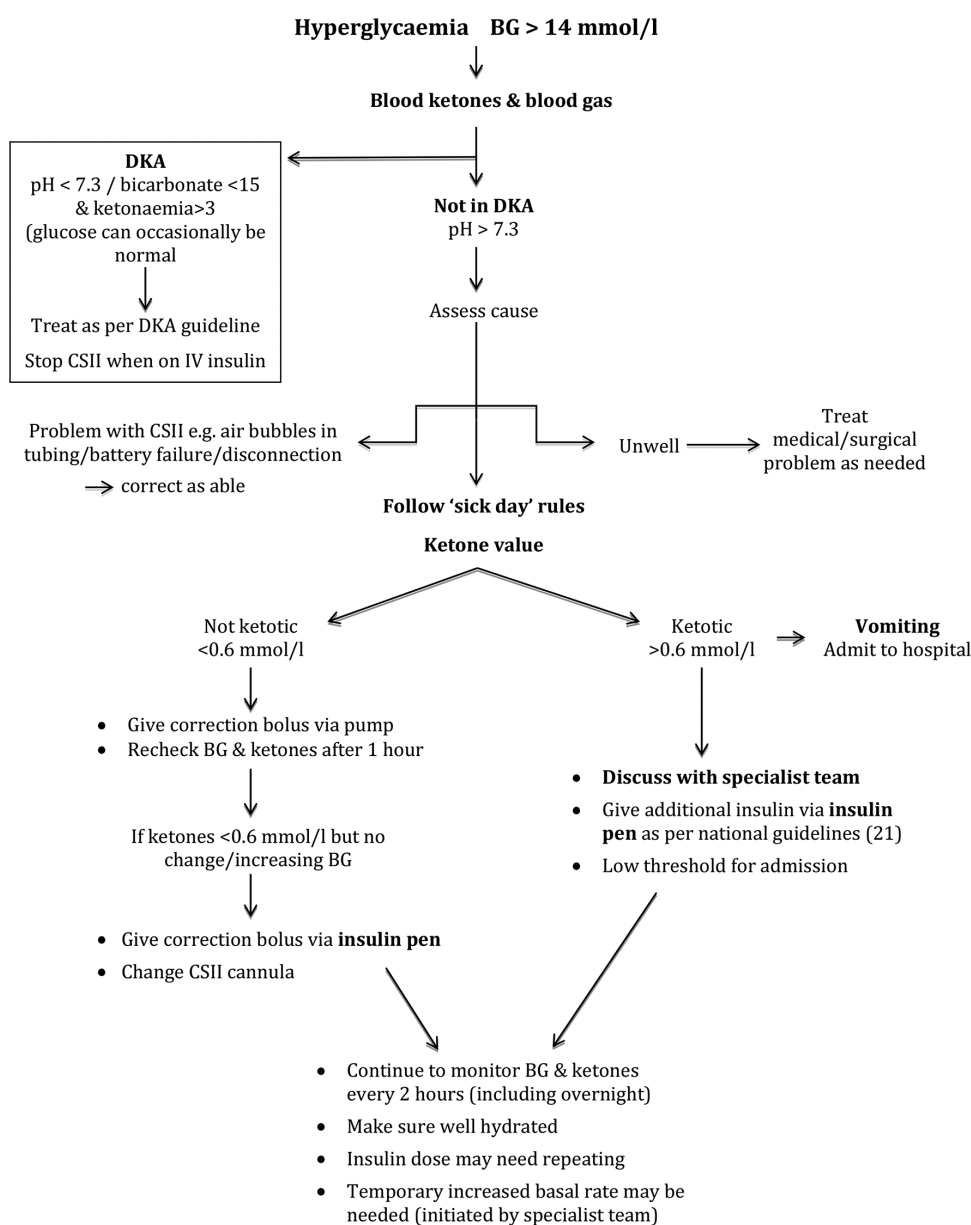 Hyperglycaemia BG > 14 mmol/l
Blood ketones & blood gas
DKA
pH < 7.3 / bicarbonate <15
& ketonaemia>3
(glucose can occasionally be
normal
Treat as per DKA guideline
Stop CSII when on IV insulin
Not in DKA
pH > 7.3
Assess cause
Problem with CSII e.g. air bubbles in
tubing/battery failure/disconnection
correct as able
Unwell
Treat
medical/surgical
problem as needed
Follow ‘sick day’ rules
Ketone value
Not ketotic
<0.6 mmol/l
Ketotic
>0.6 mmol/l
Vomiting
Admit to hospital
• Give correction bolus via pump
• Recheck BG & ketones after 1 hour
If ketones <0.6 mmol/l but no
change/increasing BG
• Give correction bolus via insulin pen
• Change CSII cannula
• Discuss with specialist team
• Give additional insulin via insulin
pen as per national guidelines (21)
• Low threshold for admission
• Continue to monitor BG & ketones
every 2 hours (including overnight)
• Make sure well hydrated
• Insulin dose may need repeating
• Temporary increased basal rate may be
needed (initiated by specialist team)